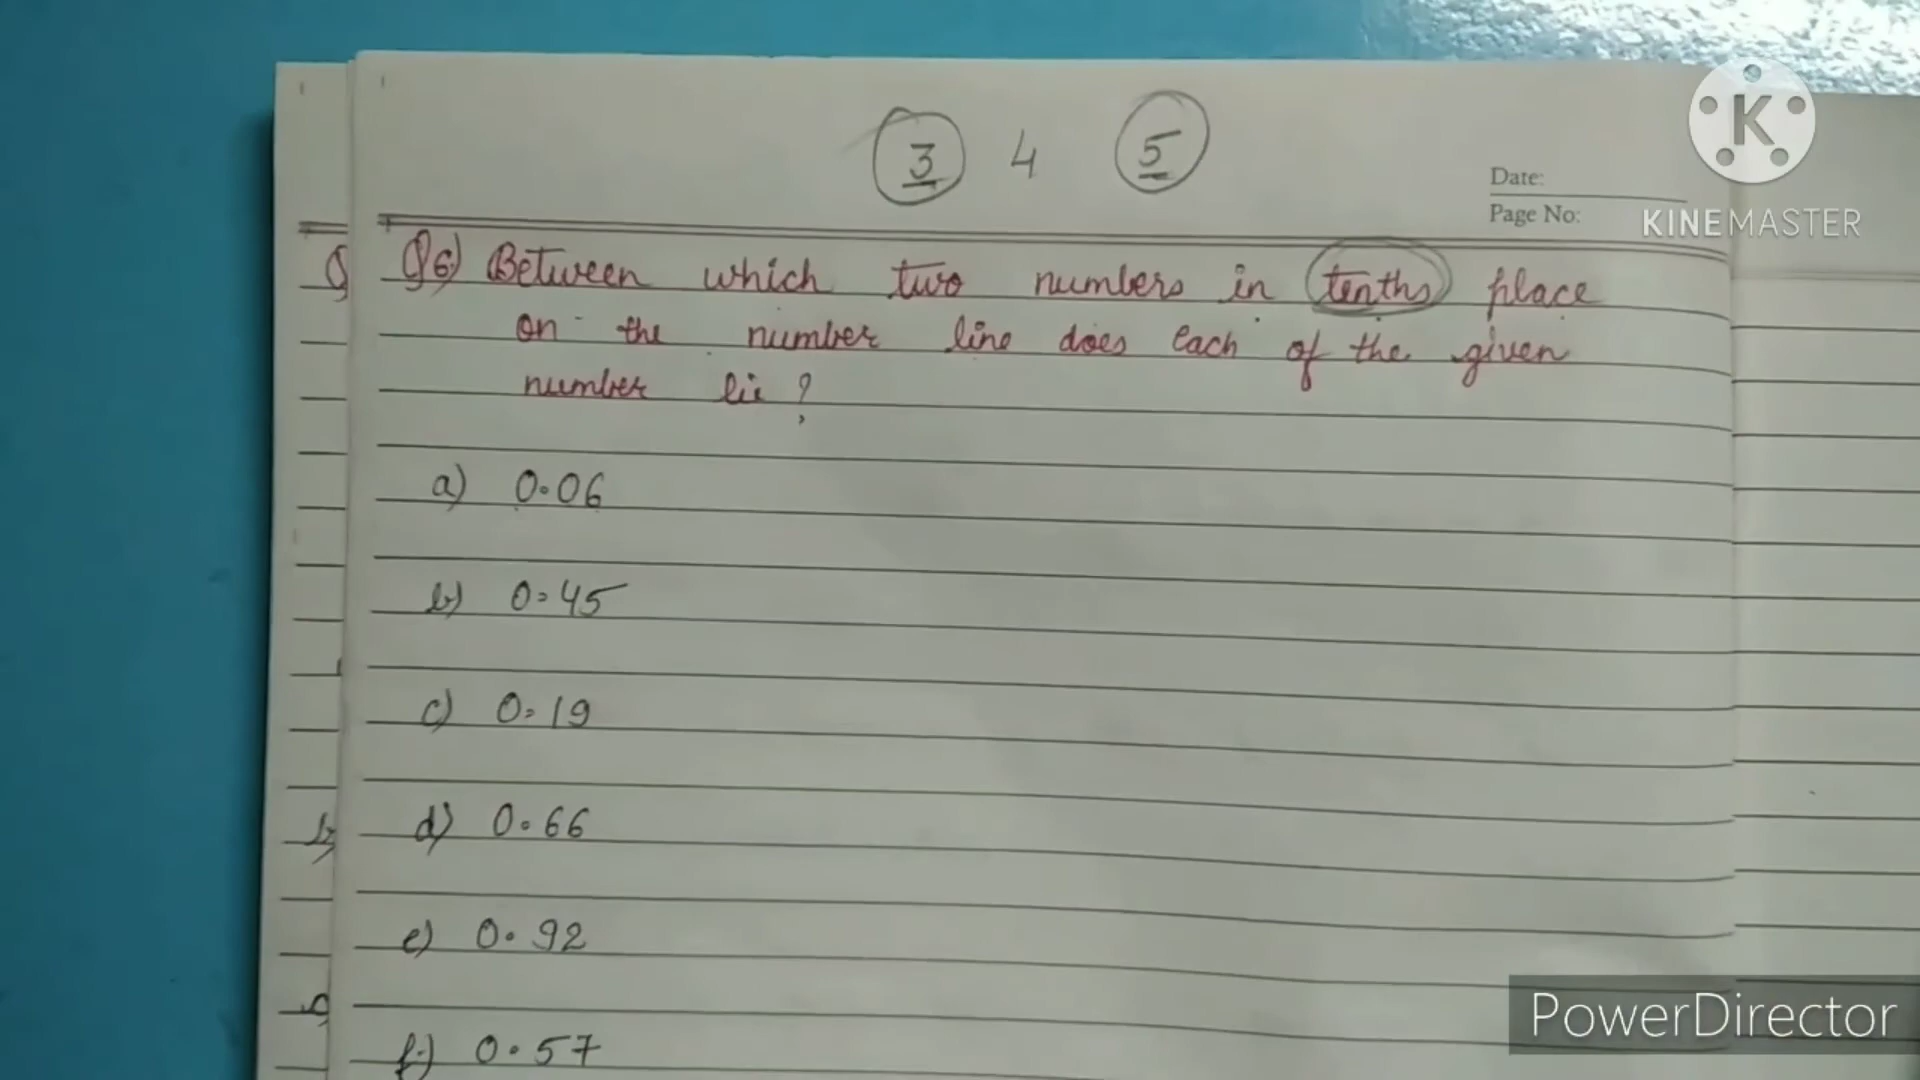 3 4 5
Date:
Page No:
K
KINEMASTER
Q6) Between which two numbers in tenths place
on the number line does each of the given
number lie ?
a) 0.06
b) 0.45
c) 0.19
d) 0.66
e) 0.92
f.) 0.57
PowerDirector